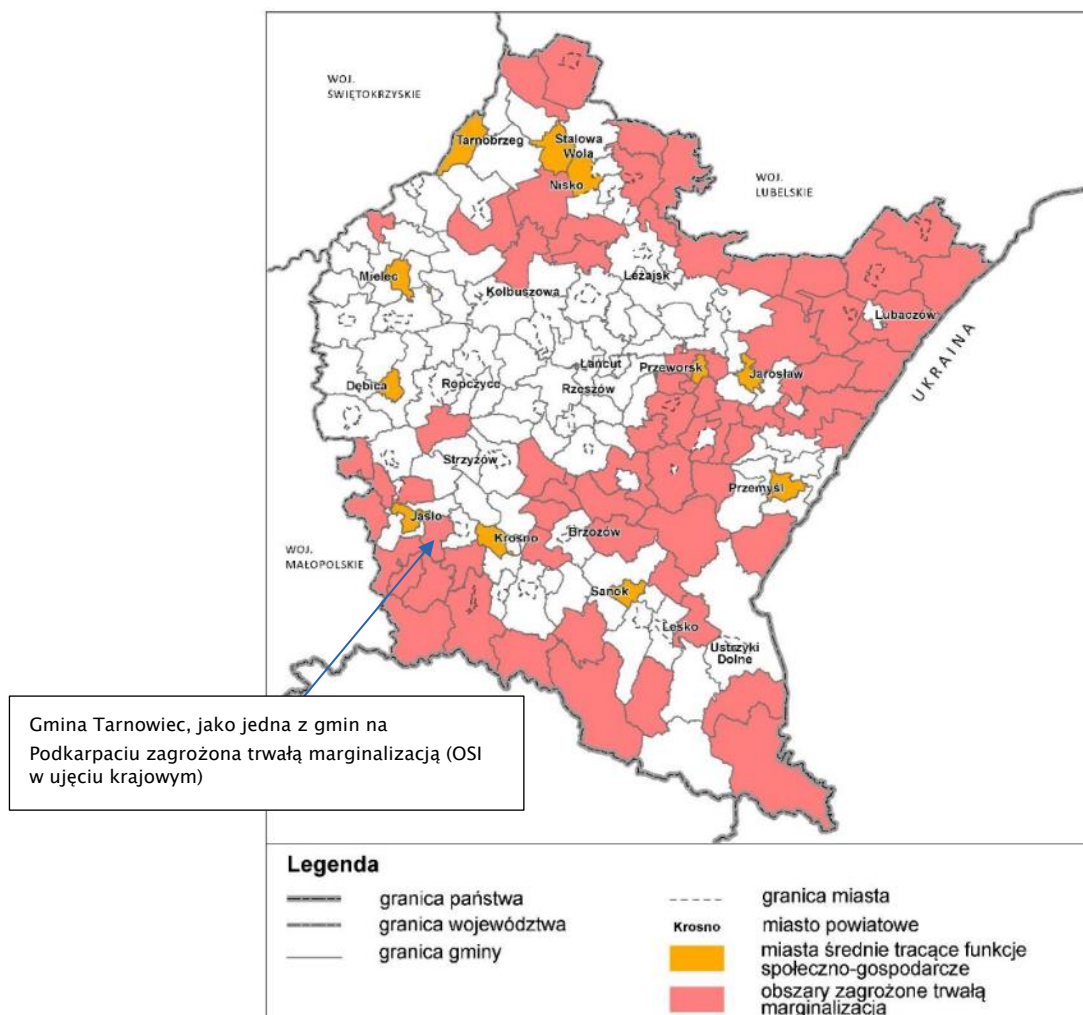 WOJ.
ŚWIĘTOKRZYSKIE
Tarnobrzeg
Stalowa
Wola
Nisko
WOJ.
LUBELSKIE
Mielec
Kolbuszowa
Leżajsk
Lubaczów
UKRAINA
Dębica
Ropczyce
Łańcut
Rzeszów
Przeworsk
Jarosław
Strzyżów
Przemyśl
Jasło
Krosno
Brzozów
WOJ.
MAŁOPOLSKIE
Sanok
Lesko
Ustrzyki
Dolne
Gmina Tarnowiec, jako jedna z gmin na
Podkarpaciu zagrożona trwałą marginalizacją (OSI
w ujęciu krajowym)
Legenda
granica państwa
granica województwa
granica gminy
granica miasta
Krosno miasto powiatowe
miasta średnie tracące funkcje
społeczno-gospodarcze
obszary zagrożone trwałą
marginalizacją